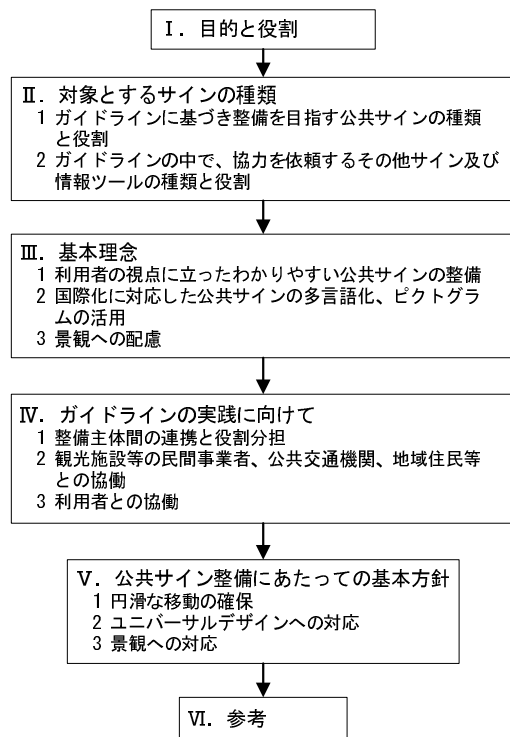 Ⅰ．目的と役割
Ⅱ．対象とするサインの種類
1 ガイドラインに基づき整備を目指す公共サインの種類
と役割
2 ガイドラインの中で、協力を依頼するその他サイン及び
情報ツールの種類と役割
Ⅲ．基本理念
1 利用者の視点に立ったわかりやすい公共サインの整備
2 国際化に対応した公共サインの多言語化、ピクトグラ
ムの活用
3 景観への配慮
Ⅳ．ガイドラインの実践に向けて
1 整備主体間の連携と役割分担
2 観光施設等の民間事業者、公共交通機関、地域住民等
との協働
3 利用者との協働
Ⅴ．公共サイン整備にあたっての基本方針
1 円滑な移動の確保
2 ユニバーサルデザインへの対応
3 景観への対応
Ⅵ．参考